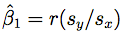 β̂₁ = r(s_y/s_x)